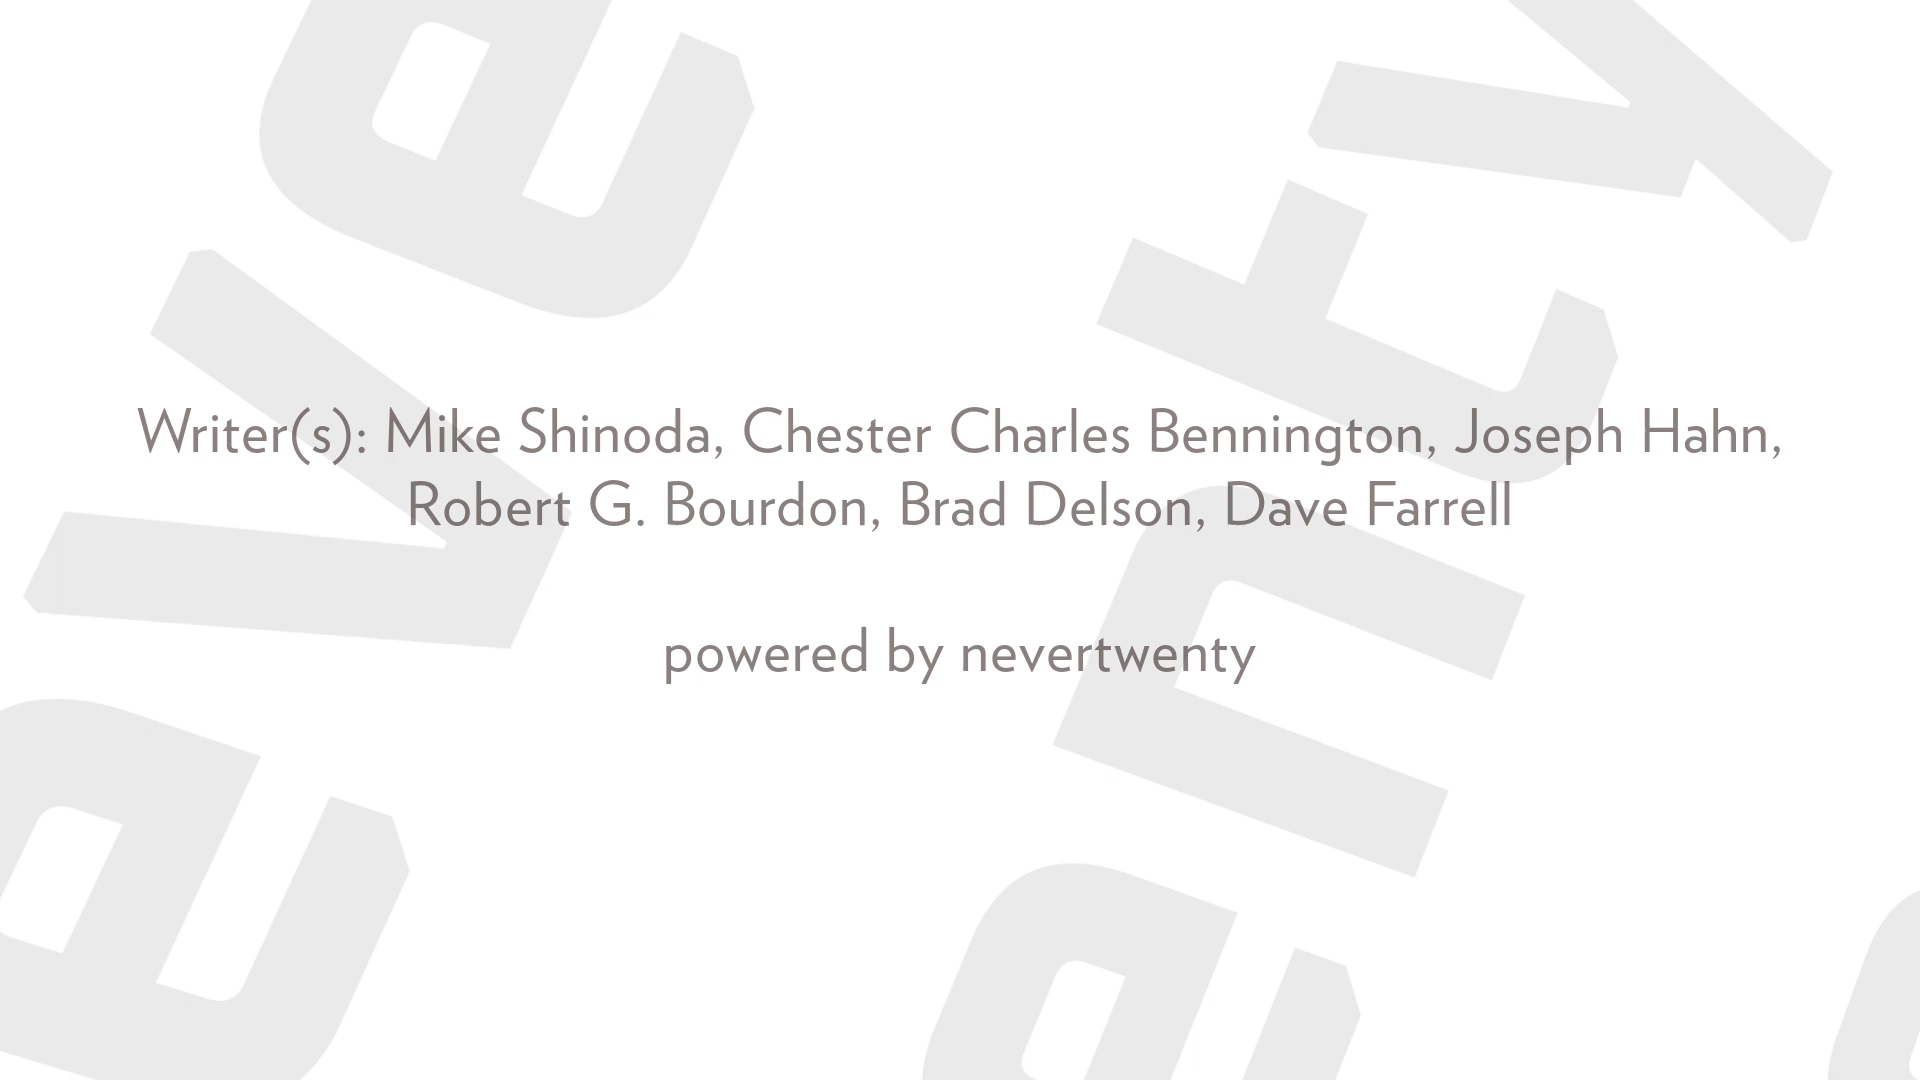 Writer(s): Mike Shinoda, Chester Charles Bennington, Joseph Hahn,
Robert G. Bourdon, Brad Delson, Dave Farrell
powered by nevertwenty